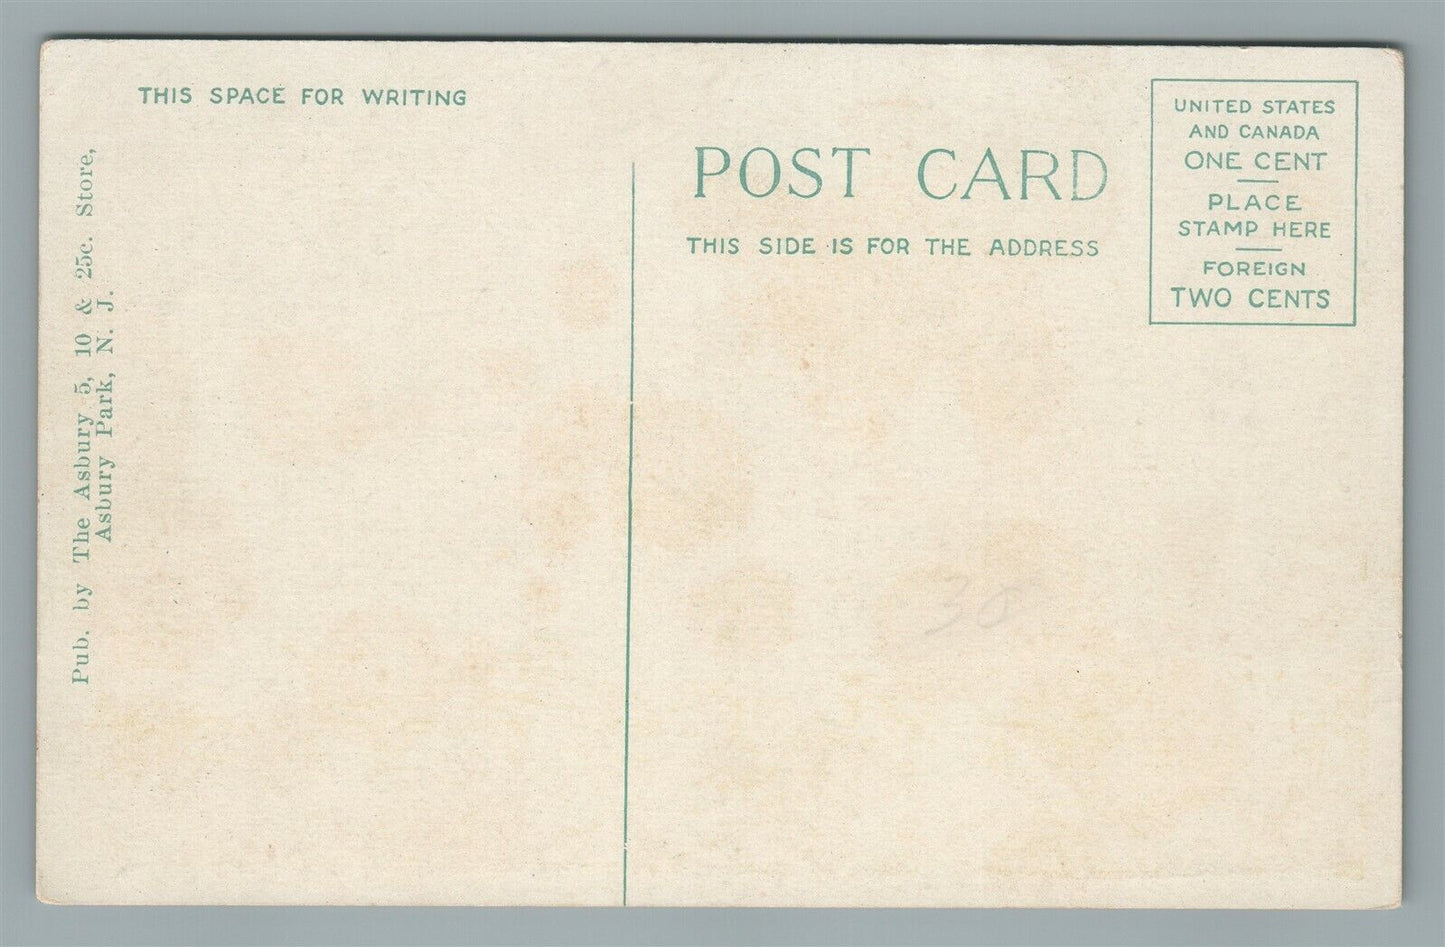 THIS SPACE FOR WRITING
Pub. by The Asbury 5, 10 & 25c. Store,
Asbury Park, N. J.
POST CARD
THIS SIDE IS FOR THE ADDRESS
UNITED STATES
AND CANADA
ONE CENT
PLACE
STAMP HERE
FOREIGN
TWO CENTS
38